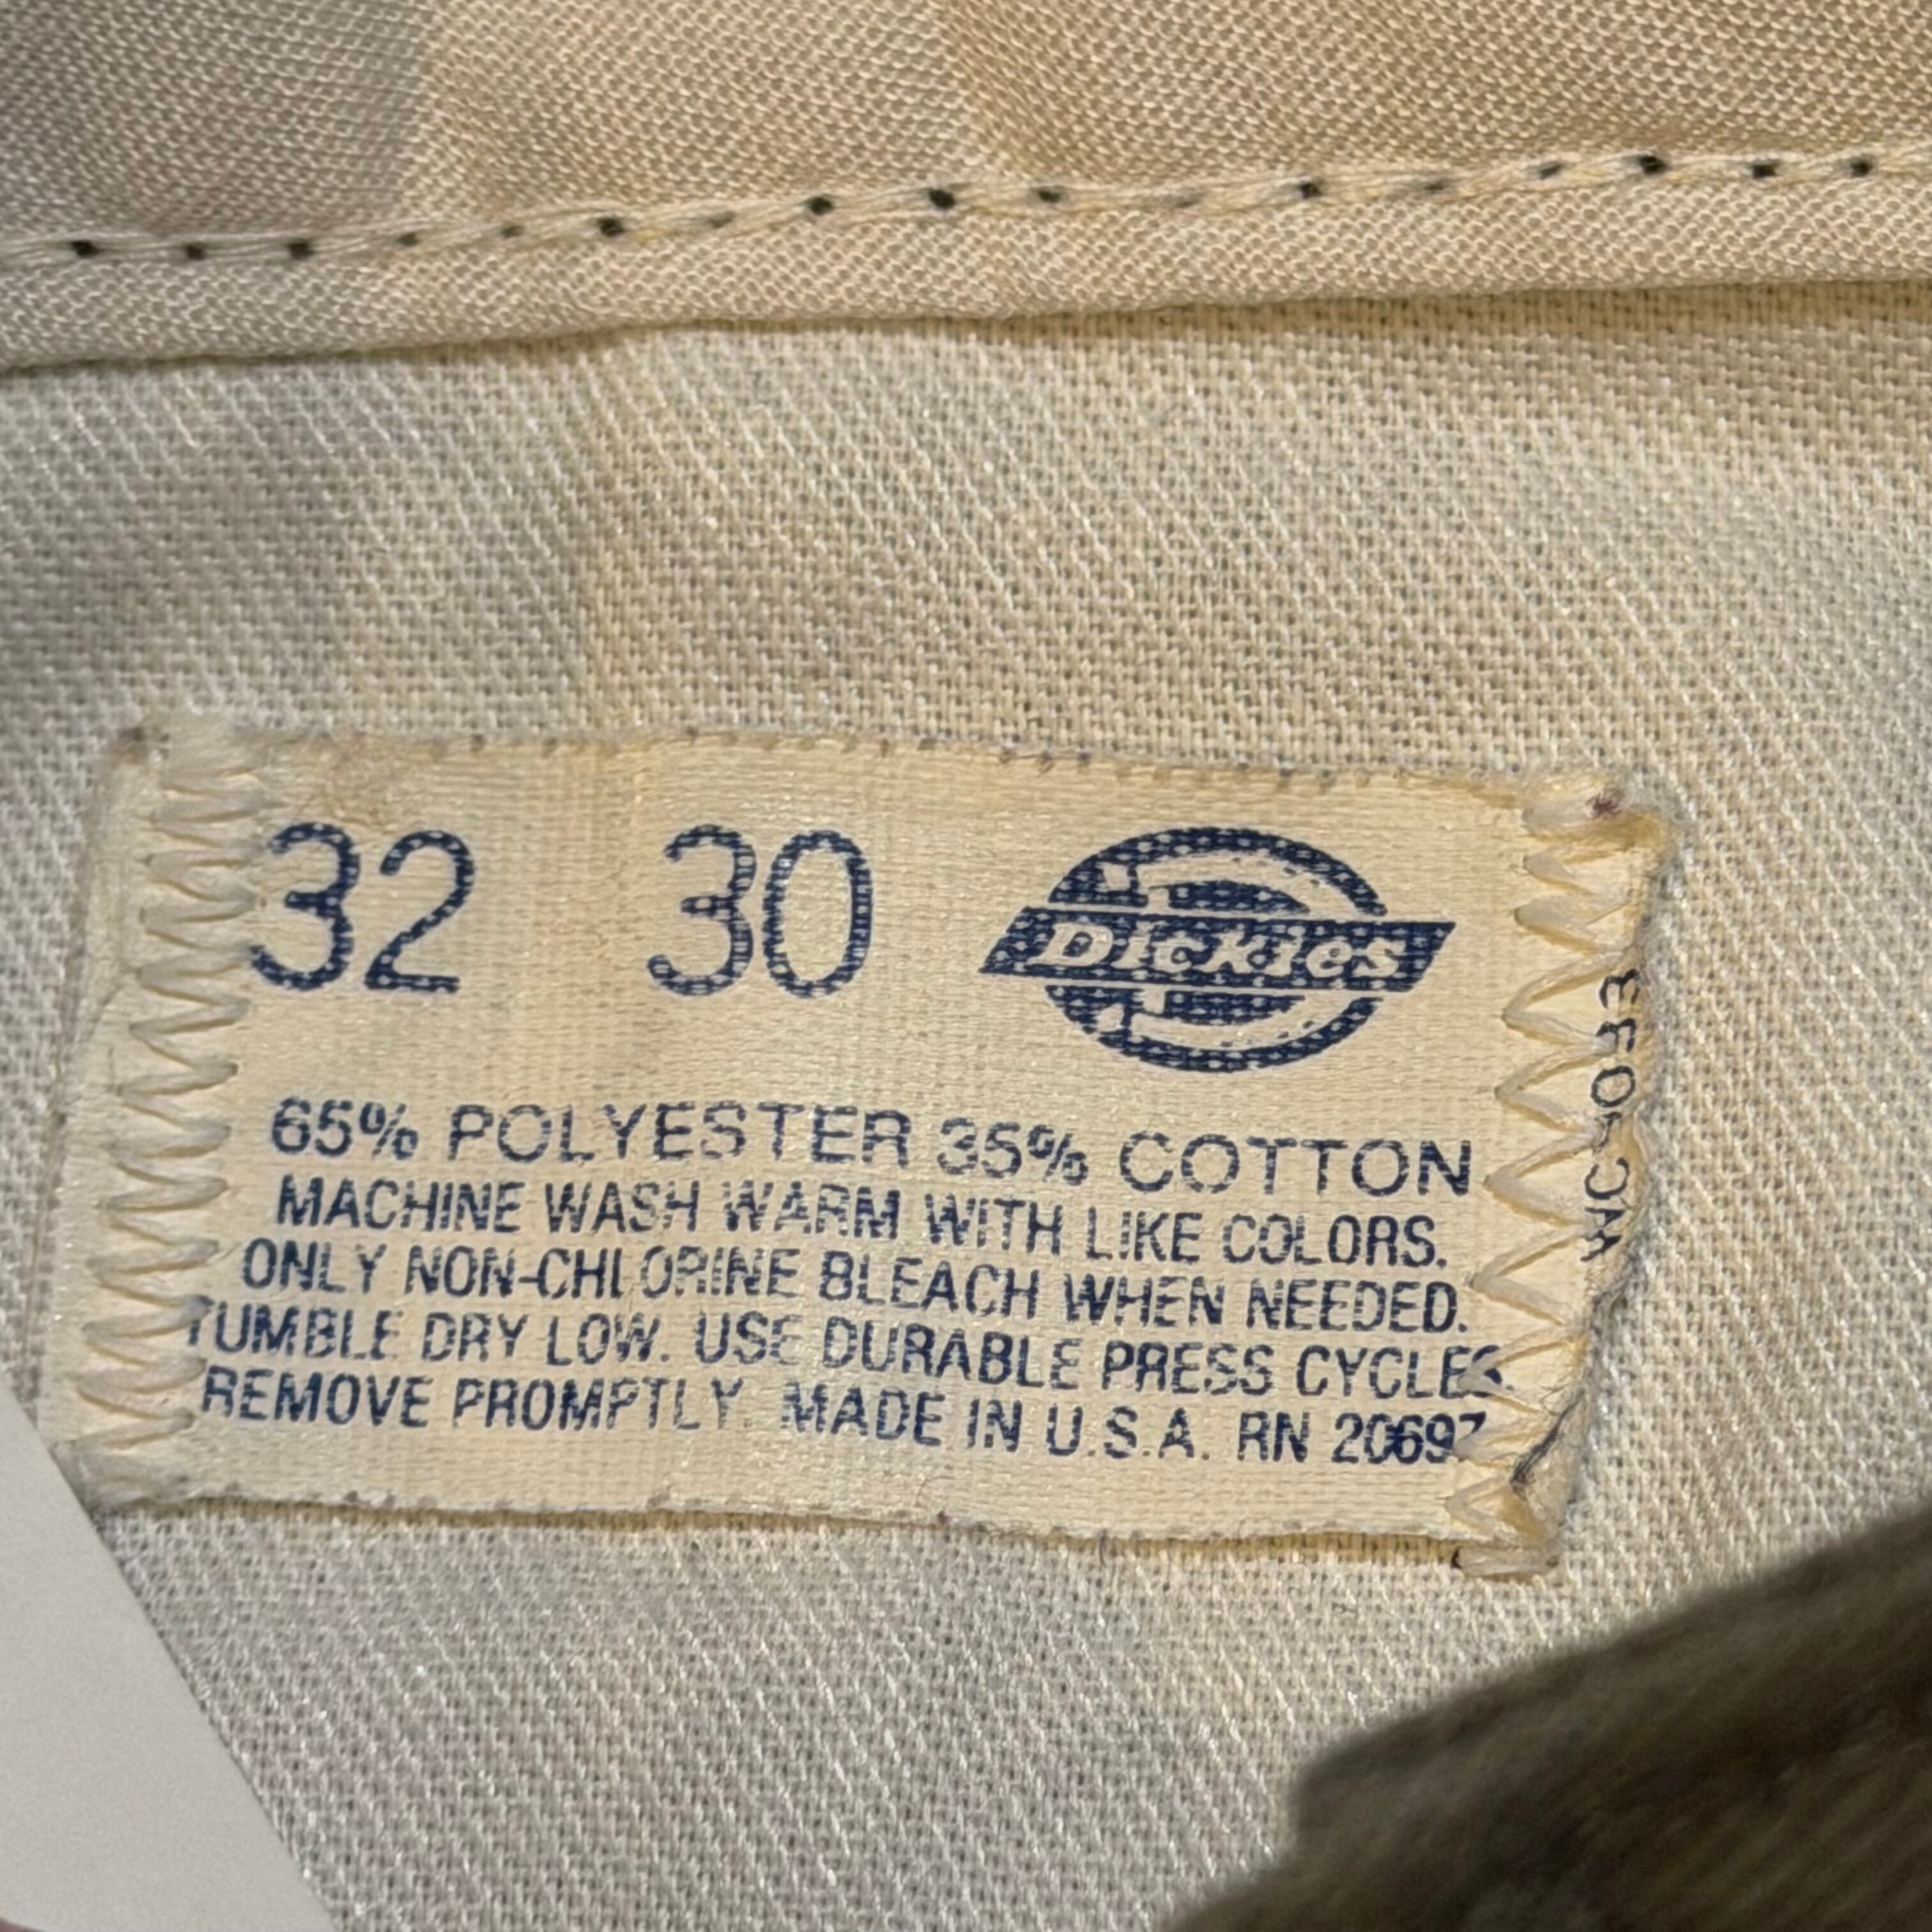 32 30 Dickies
65% POLYESTER 35% COTTON
MACHINE WASH WARM WITH LIKE COLORS.
ONLY NON-CHLORINE BLEACH WHEN NEEDED.
TUMBLE DRY LOW. USE DURABLE PRESS CYCLES.
REMOVE PROMPTLY. MADE IN U.S.A. RN 20697